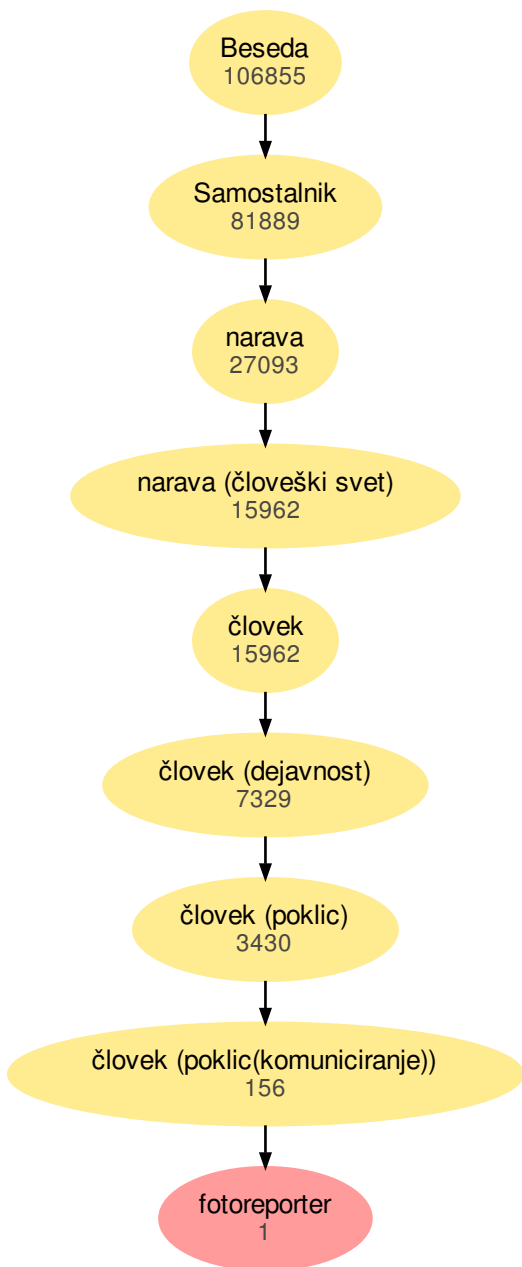 Beseda
106855
Samostalnik
81889
narava
27093
narava (človeški svet)
15962
človek
15962
človek (dejavnost)
7329
človek (poklic)
3430
človek (poklic(komuniciranje))
156
fotoreporter
1